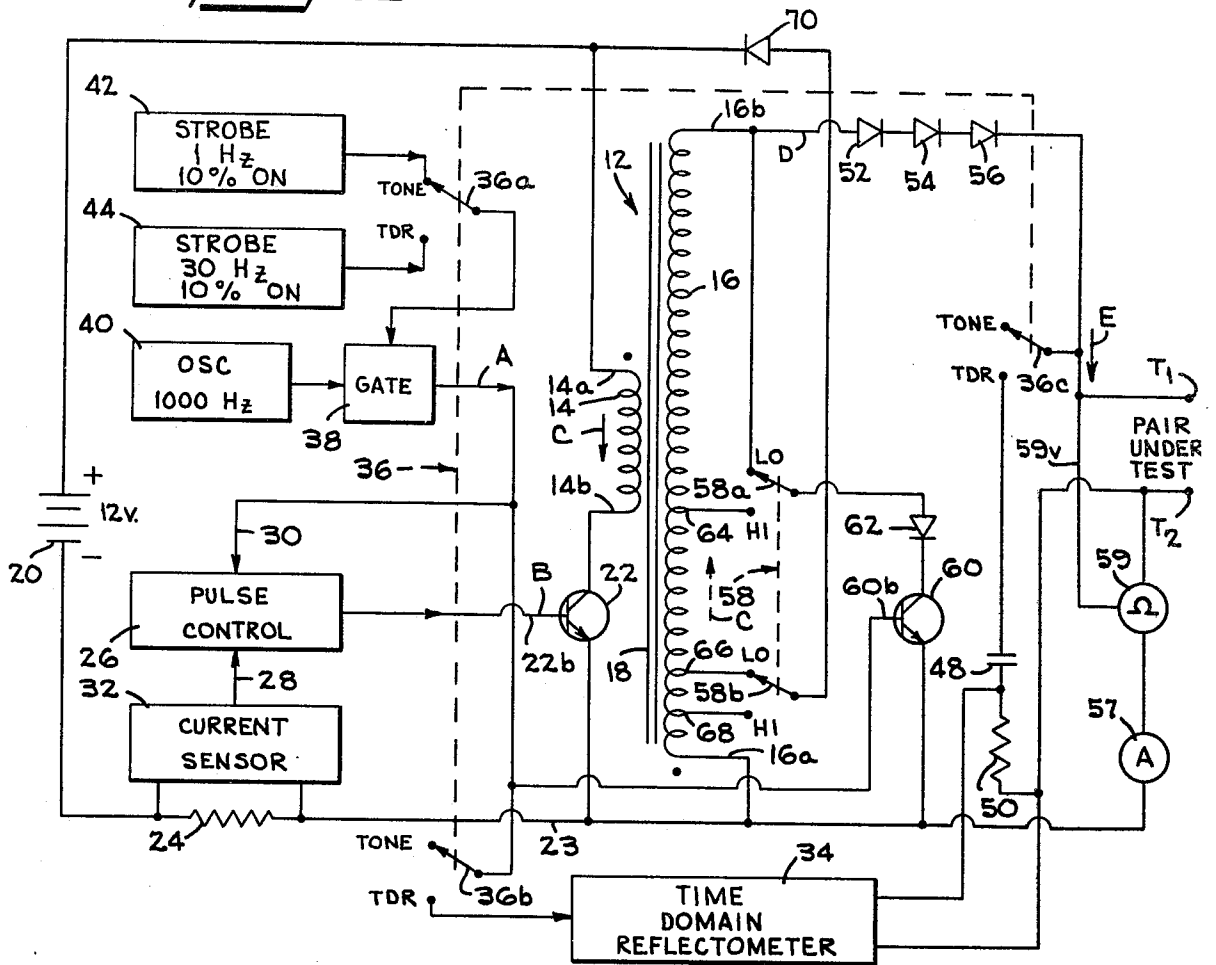 70
42
STROBE
1 Hz
10% ON
TONE
36a
44
TDR
STROBE
30 Hz
10% ON
40
OSC
1000 Hz
GATE
38
A
12
16b
D
52
54
56
16
14a
14
C
14b
36
TONE
36c
TDR
E
T1
PAIR
UNDER
TEST
59v
T2
LO
58a
64
HI
62
58
C
60
60b
59
Ω
+
12v.
−
20
30
PULSE
CONTROL
26
28
B
22
22b
18
66
LO
58b
68
HI
16a
48
57
A
50
32
CURRENT
SENSOR
24
23
TONE
36b
TDR
34
TIME
DOMAIN
REFLECTOMETER